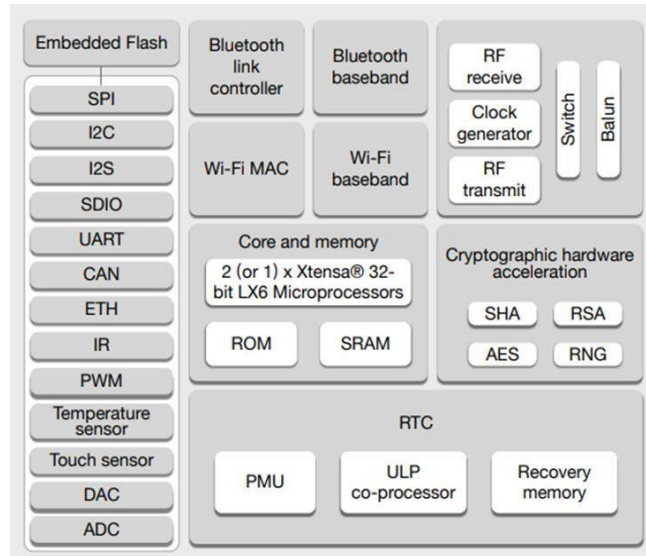 Embedded Flash
SPI
I2C
I2S
SDIO
UART
CAN
ETH
IR
PWM
Temperature
sensor
Touch sensor
DAC
ADC
Bluetooth
link
controller
Bluetooth
baseband
Wi-Fi MAC
Wi-Fi
baseband
RF
receive
Clock
generator
RF
transmit
Switch
Balun
Core and memory
2 (or 1) x Xtensa® 32-
bit LX6 Microprocessors
ROM
SRAM
Cryptographic hardware
acceleration
SHA
RSA
AES
RNG
RTC
PMU
ULP
co-processor
Recovery
memory